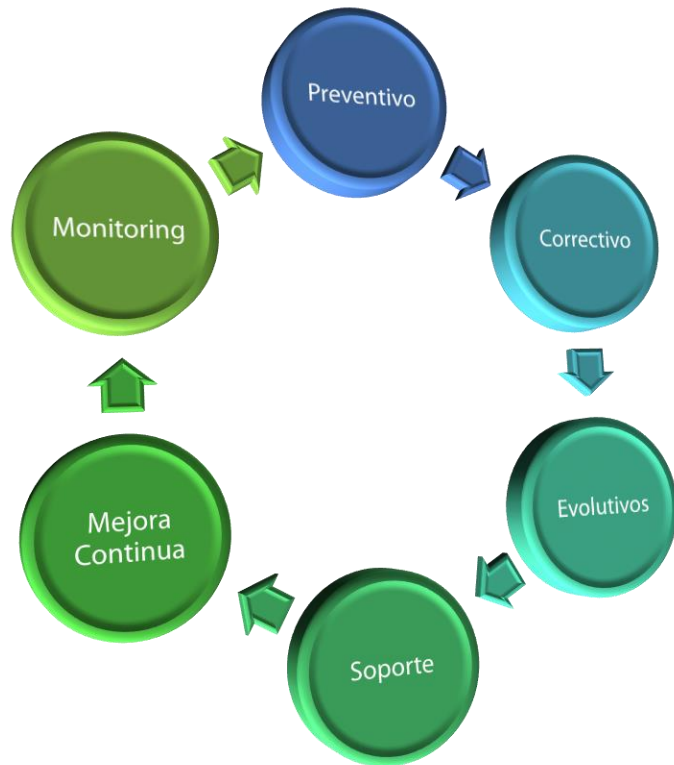 Preventivo
Correctivo
Evolutivos
Soporte
Mejora
Continua
Monitoring